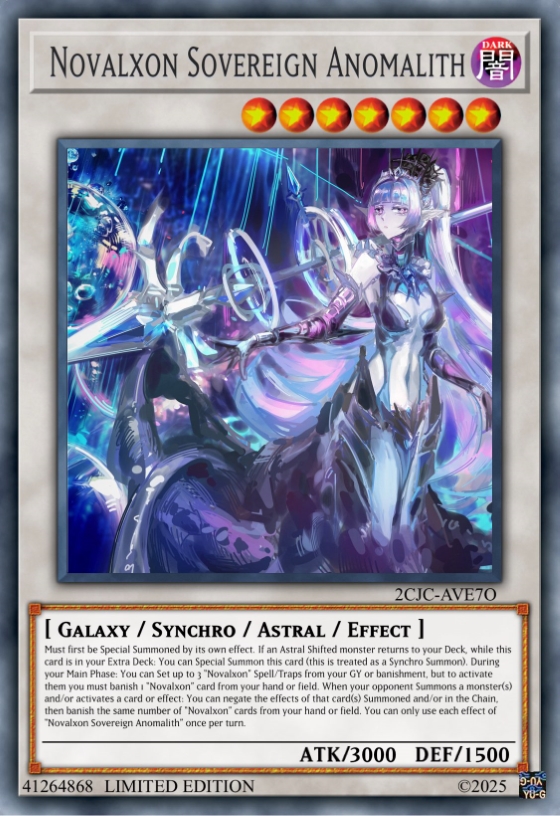 NOVALXON SOVEREIGN ANOMALITH
DARK
闇
2CJC-AVE7O
[ GALAXY / SYNCHRO / ASTRAL / EFFECT ]
Must first be Special Summoned by its own effect. If an Astral Shifted monster returns to your Deck, while this
card is in your Extra Deck: You can Special Summon this card (this is treated as a Synchro Summon). During
your Main Phase: You can Set up to 3 "Novalxon" Spell/Traps from your GY or banishment, but to activate
them you must banish 1 "Novalxon" card from your hand or field. When your opponent Summons a monster(s)
and/or activates a card or effect: You can negate the effects of that card(s) Summoned and/or in the Chain,
then banish the same number of "Novalxon" cards from your hand or field. You can only use each effect of
"Novalxon Sovereign Anomalith" once per turn.
ATK/3000 DEF/1500
41264868 LIMITED EDITION ©2025
YU-G